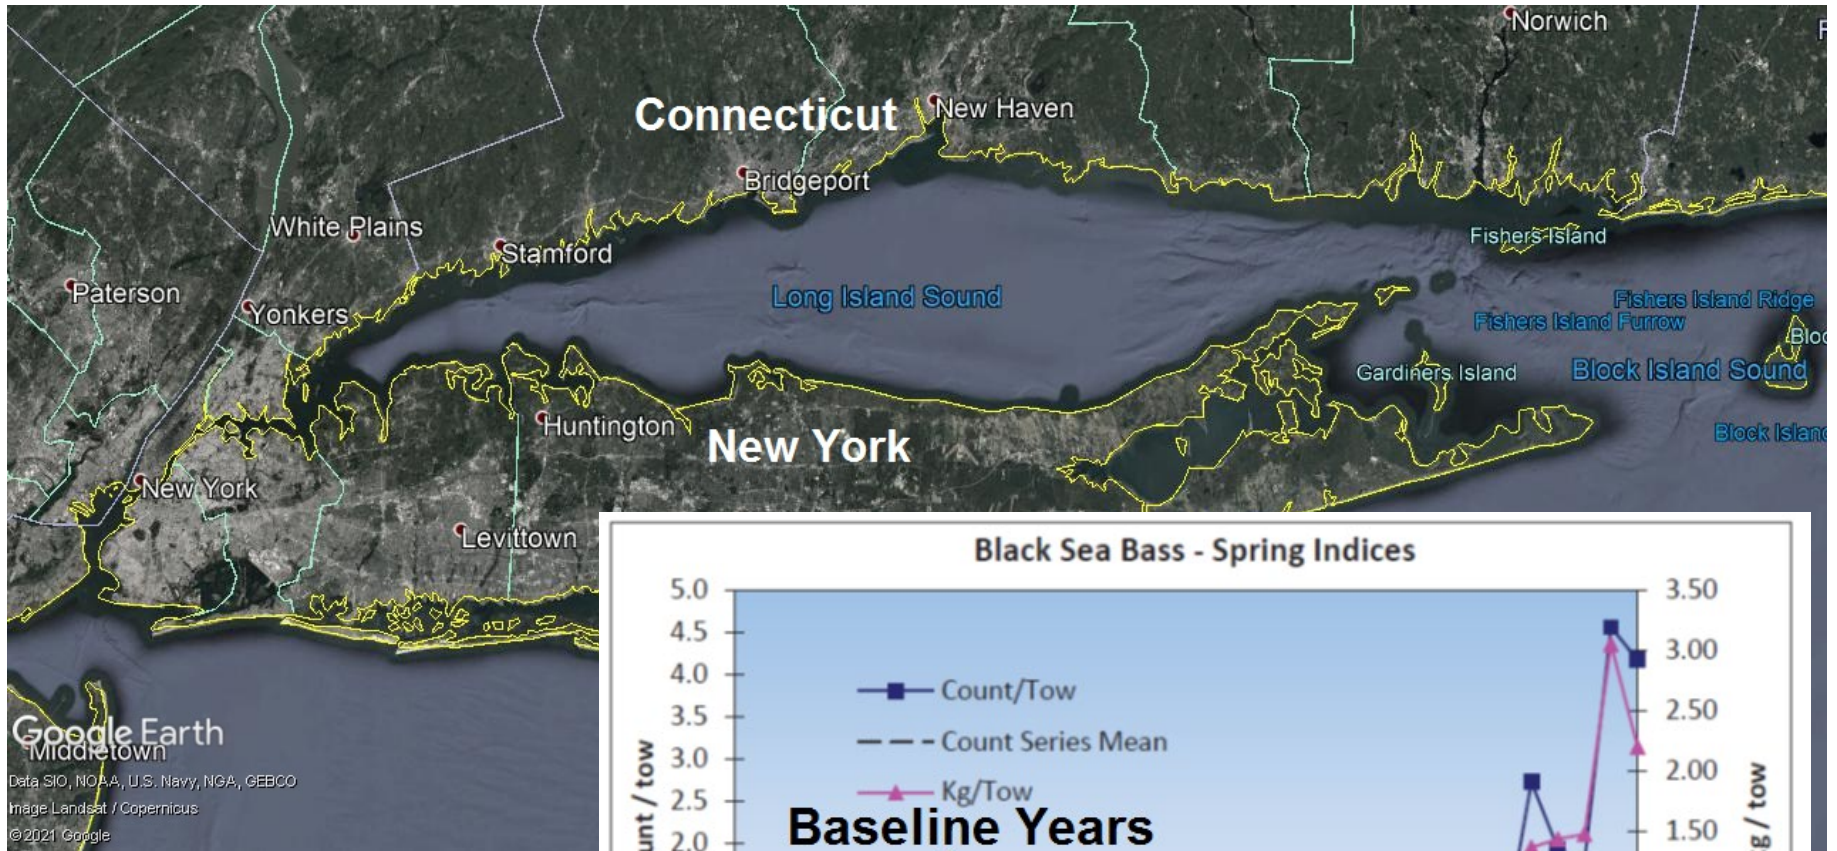 Norwich
Connecticut
New Haven
Bridgeport
White Plains
Stamford
Fishers Island
Paterson
Yonkers
Long Island Sound
Fishers Island Ridge
Fishers Island Furrow
Gardiners Island
Block Island Sound
Huntington
New York
Block Island
New York
Levittown
Google Earth
Middletown
Data SIO, NOAA, U.S. Navy, NGA, GEBCO
Image Landsat / Copernicus
© 2021 Google
Black Sea Bass - Spring Indices
5.0
4.5
4.0
3.5
3.0
2.5
2.0
Count/Tow
Count Series Mean
Kg/Tow
Baseline Years
3.50
3.00
2.50
2.00
1.50
/ tow
/ tow